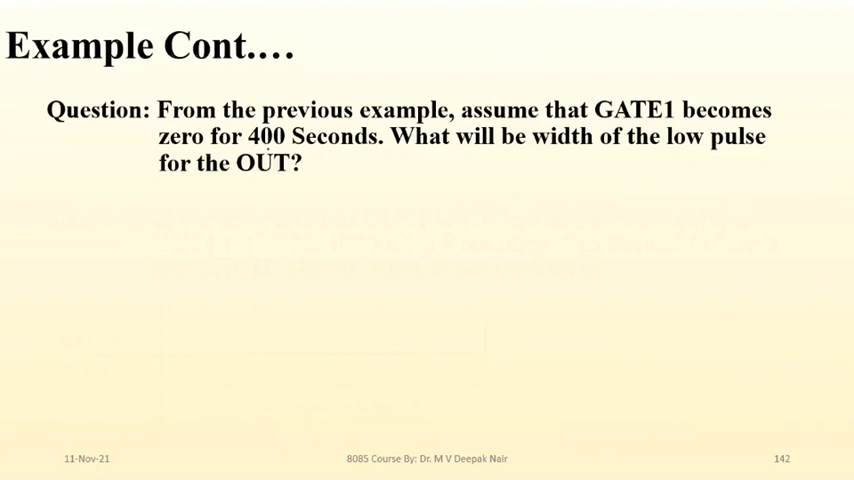 Example Cont.…
Question: From the previous example, assume that GATE1 becomes
zero for 400 Seconds. What will be width of the low pulse
for the OUT?
11-Nov-21
8085 Course By: Dr. M V Deepak Nair
142